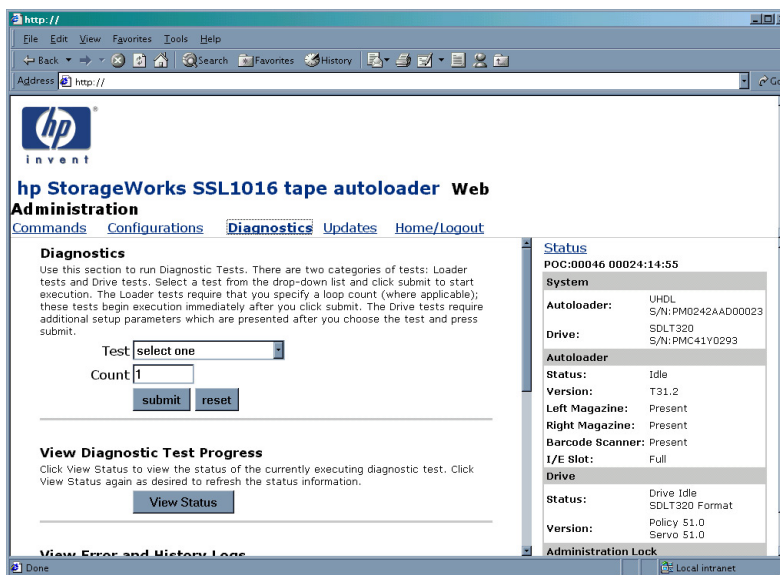 http://
File Edit View Favorites Tools Help
Back Search Favorites History
Address http:// Go
hp
invent
hp StorageWorks SSL1016 tape autoloader Web
Administration
Commands Configurations Diagnostics Updates Home/Logout
Diagnostics
Use this section to run Diagnostic Tests. There are two categories of tests: Loader
tests and Drive tests. Select a test from the drop-down list and click submit to start
execution. The Loader tests require that you specify a loop count (where applicable);
these tests begin execution immediately after you click submit. The Drive tests require
additional setup parameters which are presented after you choose the test and press
submit.
Test select one
Count 1
submit reset
View Diagnostic Test Progress
Click View Status to view the status of the currently executing diagnostic test. Click
View Status again as desired to refresh the status information.
View Status
View Error and History Logs
Status
POC:00046 00024:14:55
System
Autoloader: UHDL
S/N:PM0242AAD00023
Drive: SDLT320
S/N:PMC41Y0293
Autoloader
Status: Idle
Version: T31.2
Left Magazine: Present
Right Magazine: Present
Barcode Scanner: Present
I/E Slot: Full
Drive
Status: Drive Idle
SDLT320 Format
Version: Policy 51.0
Servo 51.0
Administration Lock
Done Local intranet